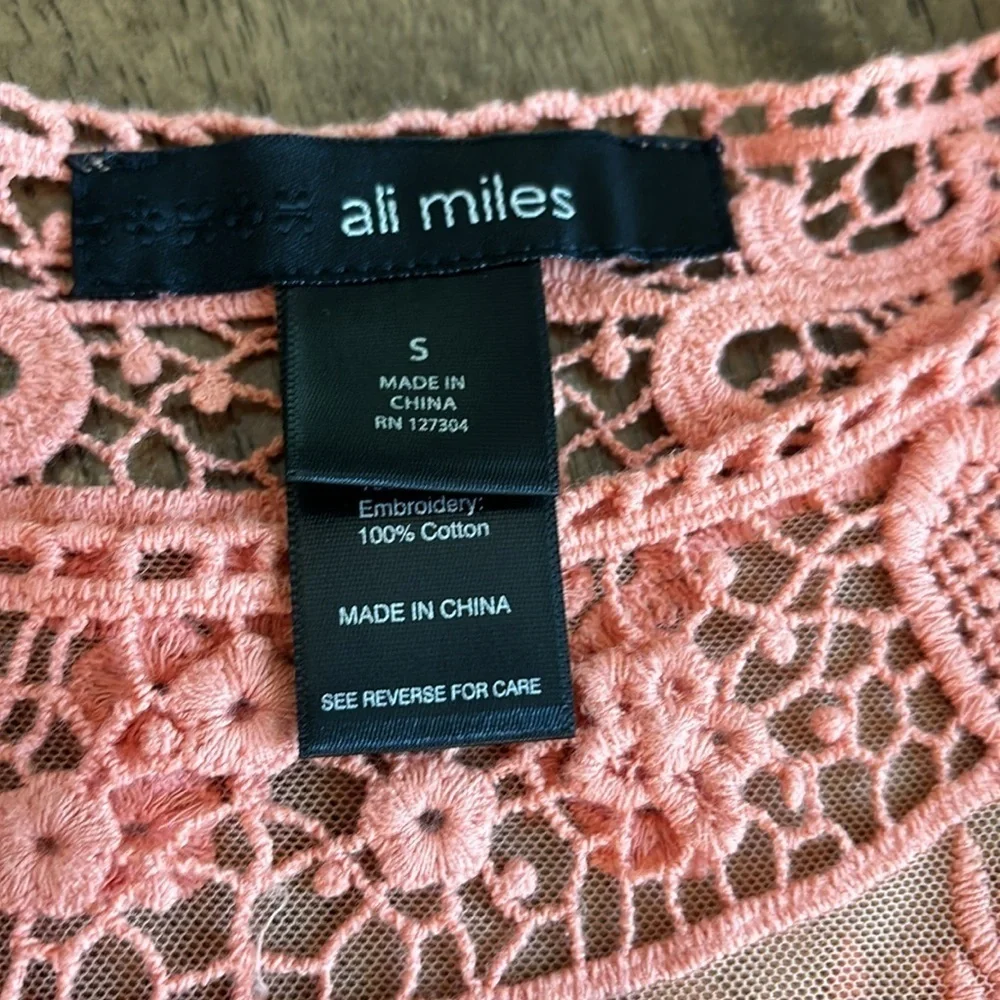 ali miles
S
MADE IN
CHINA
RN 127304
Embroidery:
100% Cotton
MADE IN CHINA
SEE REVERSE FOR CARE